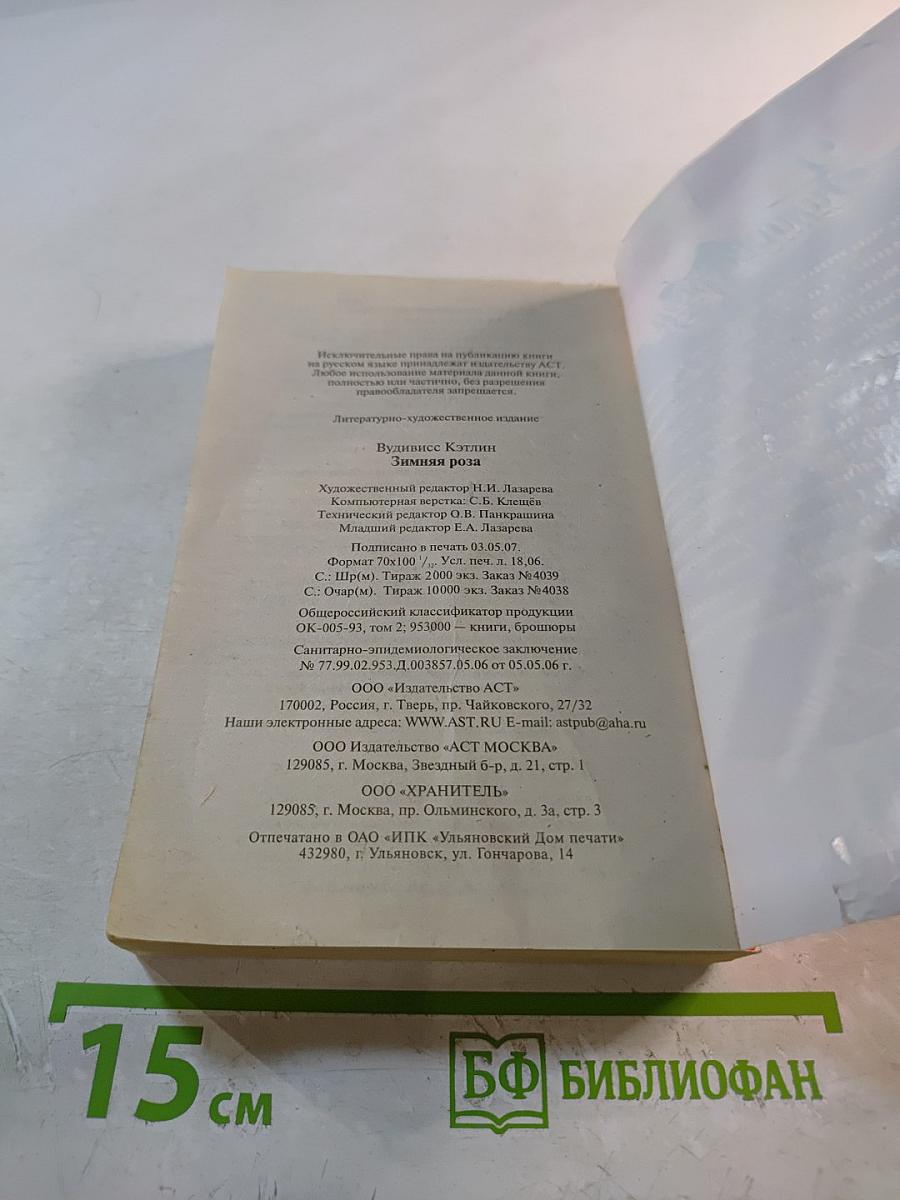 Исключительные права на публикацию книги
на русском языке принадлежат издательству АСТ.
Любое использование материала данной книги,
полностью или частично, без разрешения
правообладателя запрещается.
Литературно-художественное издание
Вудивисс Кэтлин
Зимняя роза
Художественный редактор Н.И. Лазарева
Компьютерная верстка: С.Б. Клещёв
Технический редактор О.В. Панкрашина
Младший редактор Е.А. Лазарева
Подписано в печать 03.05.07.
Формат 70х100 1/32. Усл. печ. л. 18,06.
С.: Шр(м). Тираж 2000 экз. Заказ №4039
С.: Очар(м). Тираж 10000 экз. Заказ №4038
Общероссийский классификатор продукции
ОК-005-93, том 2; 953000 — книги, брошюры
Санитарно-эпидемиологическое заключение
№ 77.99.02.953.Д.003857.05.06 от 05.05.06 г.
ООО «Издательство АСТ»
170002, Россия, г. Тверь, пр. Чайковского, 27/32
Наши электронные адреса: WWW.AST.RU E-mail: astpub@aha.ru
ООО Издательство «АСТ МОСКВА»
129085, г. Москва, Звездный б-р, д. 21, стр. 1
ООО «ХРАНИТЕЛЬ»
129085, г. Москва, пр. Ольминского, д. 3а, стр. 3
Отпечатано в ОАО «ИПК «Ульяновский Дом печати»
432980, г. Ульяновск, ул. Гончарова, 14
15 см
БФ БИБЛИОФАН